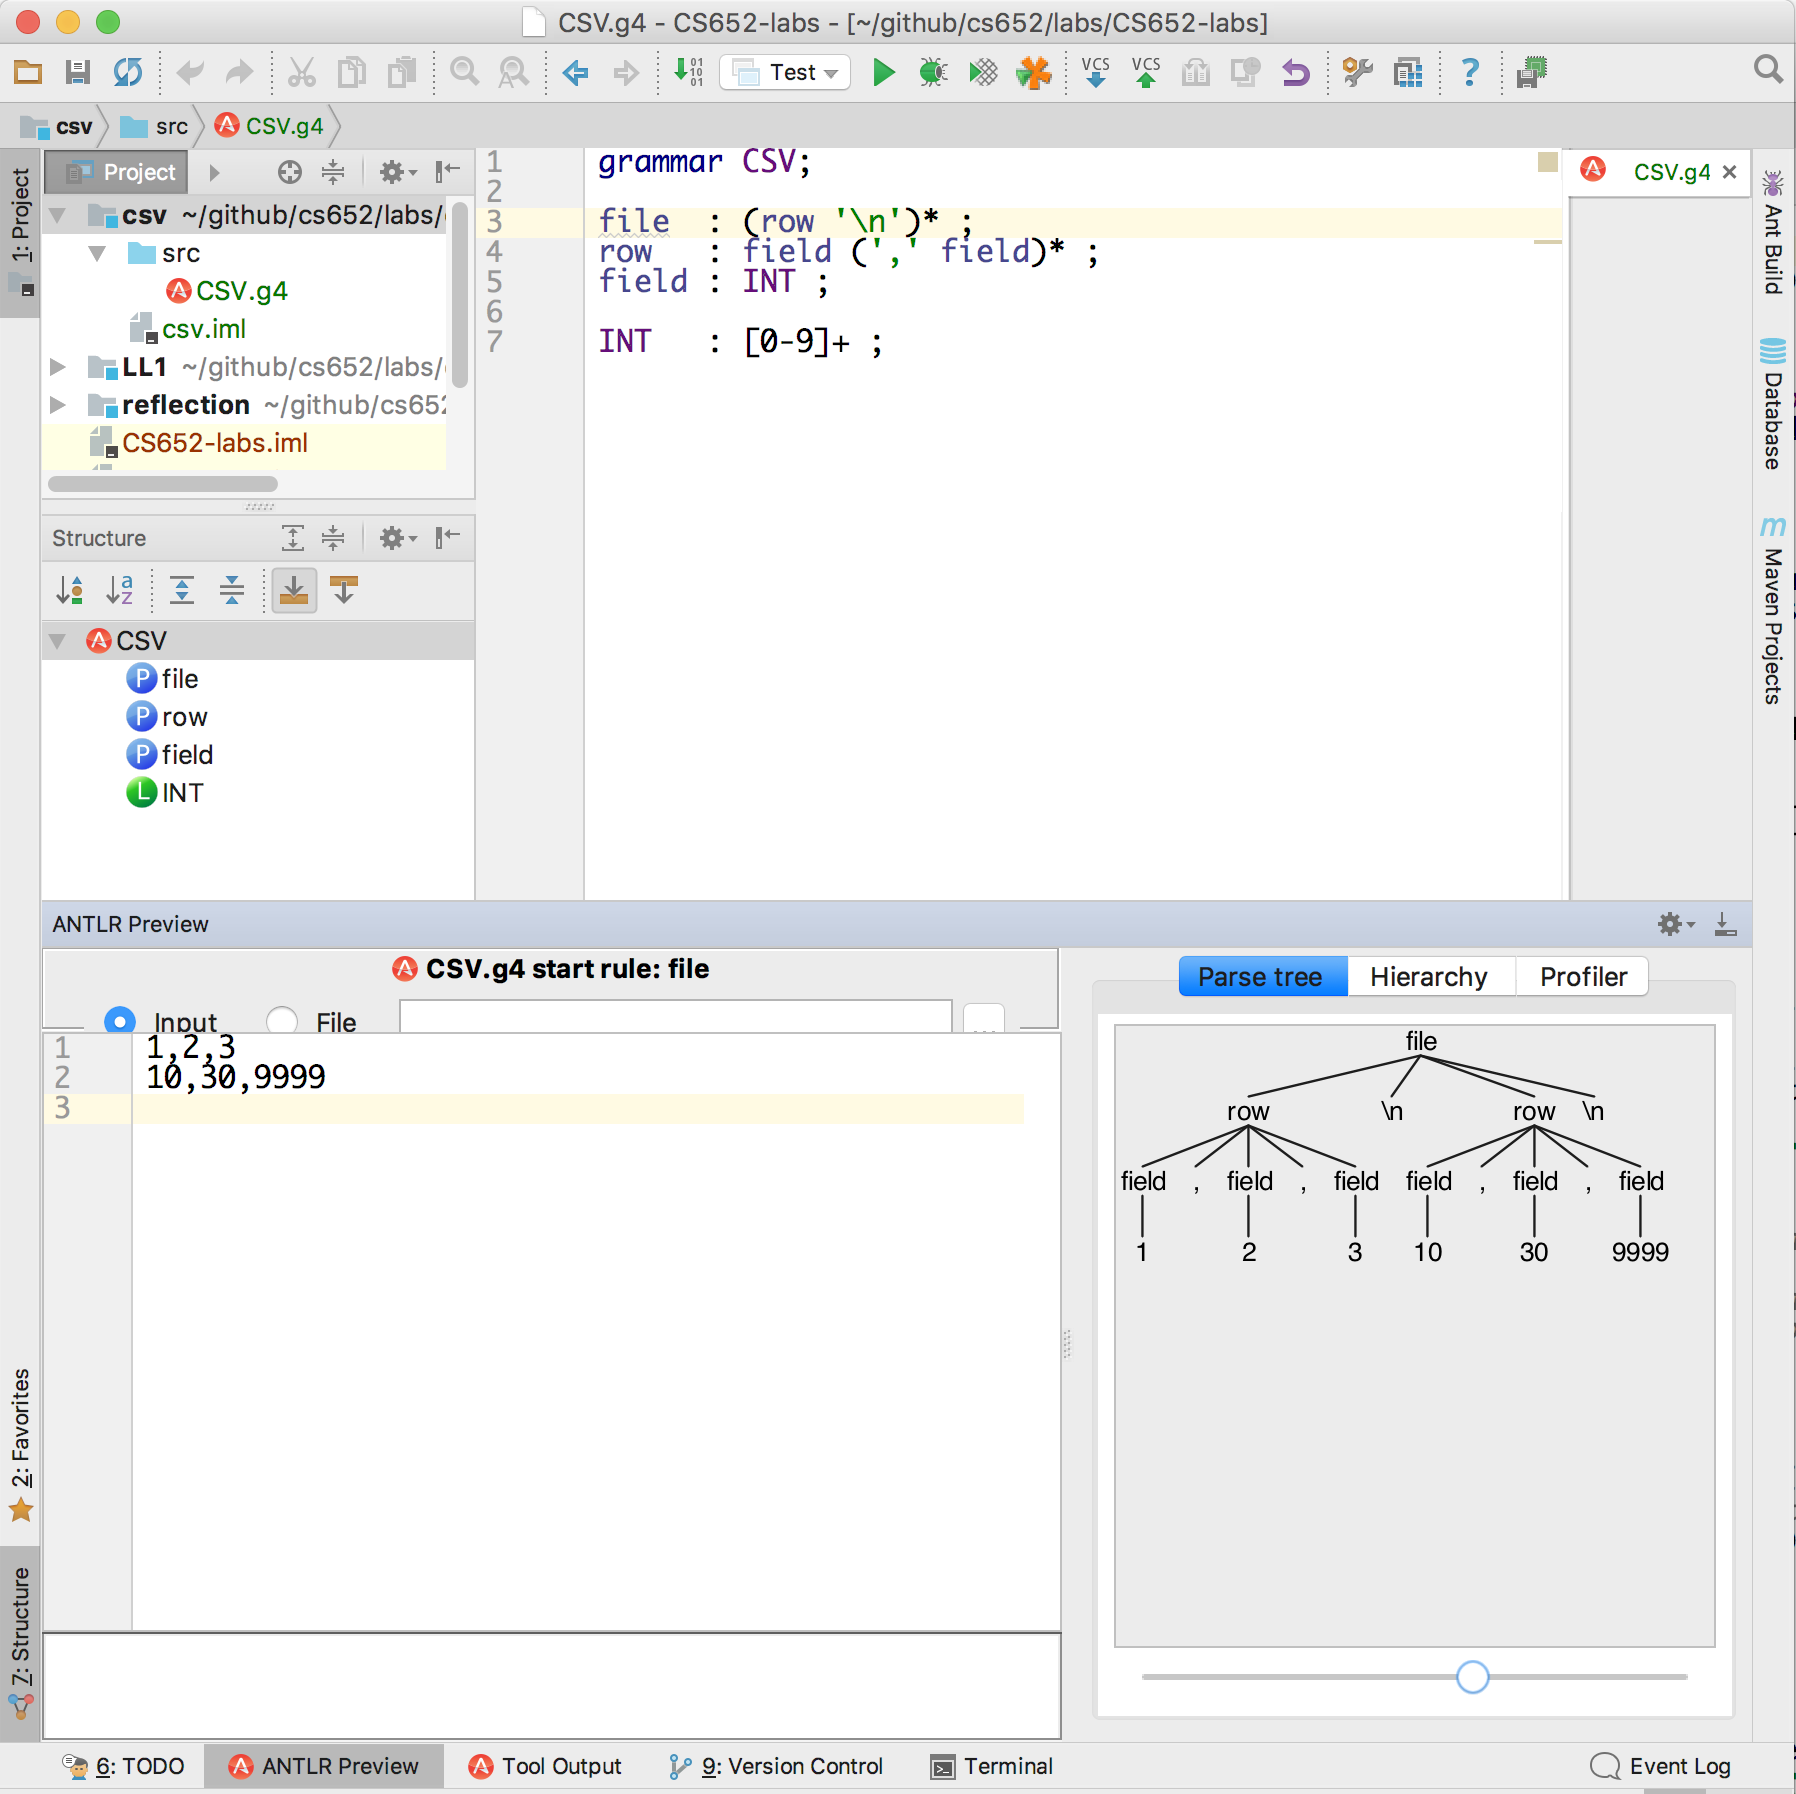 CSV.g4 - CS652-labs - [~/github/cs652/labs/CS652-labs]
Test
VCS
VCS
csv
src
CSV.g4
1: Project
Project
csv ~/github/cs652/labs/
src
CSV.g4
csv.iml
LL1 ~/github/cs652/labs/
reflection ~/github/cs652
CS652-labs.iml
1 grammar CSV;
2
3 file : (row '\n')* ;
4 row : field (',' field)* ;
5 field : INT ;
6
7 INT : [0-9]+ ;
CSV.g4
Ant Build
Database
Maven Projects
Structure
CSV
P file
P row
P field
L INT
ANTLR Preview
CSV.g4 start rule: file
Input File ...
1 1,2,3
2 10,30,9999
3
Parse tree Hierarchy Profiler
file
row \n row \n
field , field , field field , field , field
1 2 3 10 30 9999
2: Favorites
7: Structure
6: TODO ANTLR Preview Tool Output 9: Version Control Terminal Event Log